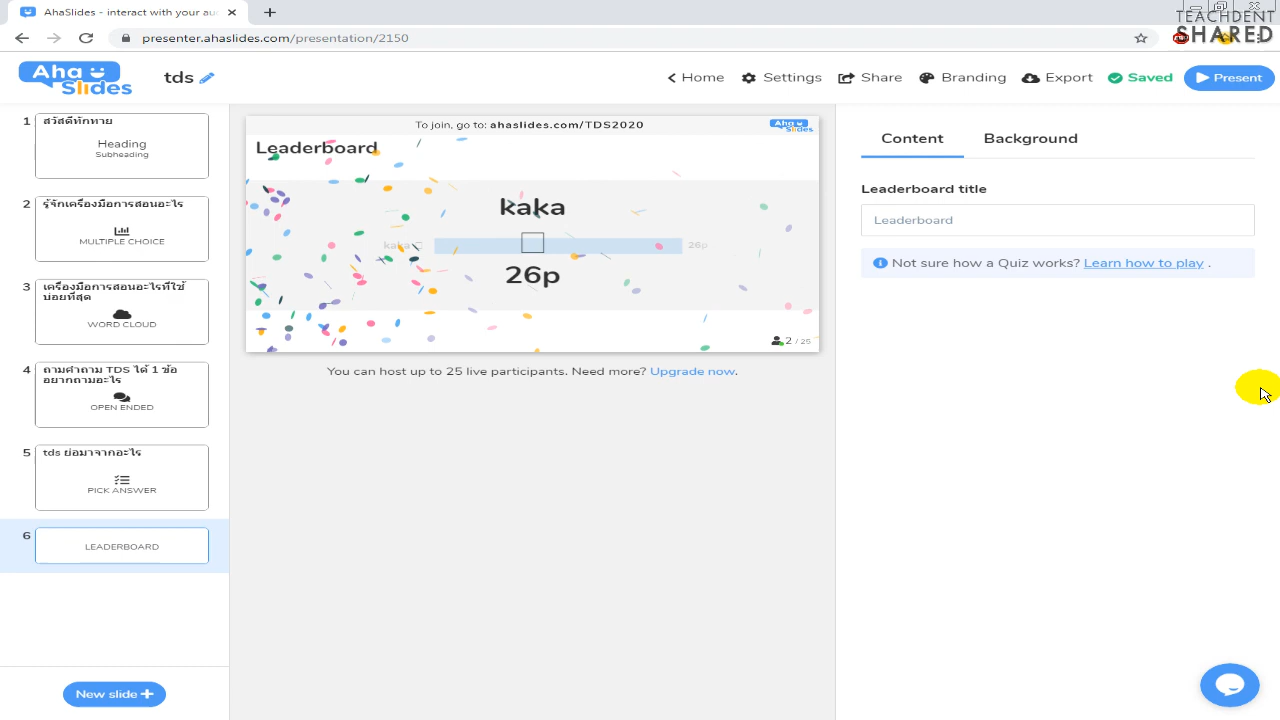 AhaSlides - interact with your au
TEACHDENT
SHARED
presenter.ahaslides.com/presentation/2150
Aha
Slides
tds
Home
Settings
Share
Branding
Export
Saved
Present
1
สวัสดีทักทาย
Heading
Subheading
2
รู้จักเครื่องมือการสอนอะไร
MULTIPLE CHOICE
3
เครื่องมือการสอนอะไรที่ใช้
บ่อยที่สุด
WORD CLOUD
4
ถามคำถาม TDS ได้ 1 ข้อ
อยากถามอะไร
OPEN ENDED
5
tds ย่อมาจากอะไร
PICK ANSWER
6
LEADERBOARD
New slide
To join, go to: ahaslides.com/TDS2020
Aha
Slides
Leaderboard
kaka
kaka
26p
26p
2 / 25
You can host up to 25 live participants. Need more? Upgrade now.
Content
Background
Leaderboard title
Leaderboard
Not sure how a Quiz works? Learn how to play .